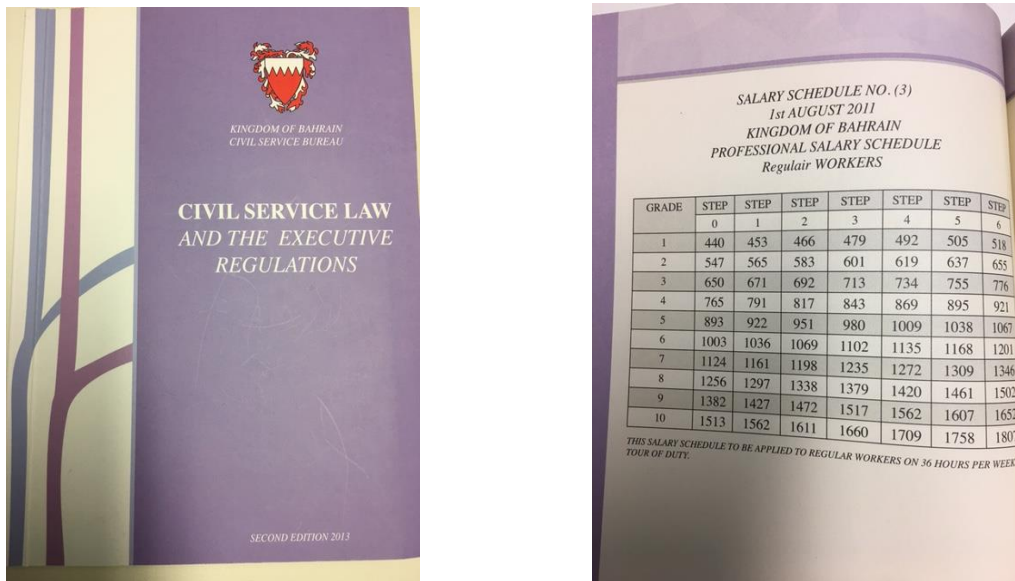 KINGDOM OF BAHRAIN
CIVIL SERVICE BUREAU
CIVIL SERVICE LAW
AND THE EXECUTIVE
REGULATIONS
SECOND EDITION 2013
SALARY SCHEDULE NO. (3)
1st AUGUST 2011
KINGDOM OF BAHRAIN
PROFESSIONAL SALARY SCHEDULE
Regulair WORKERS
GRADE STEP STEP STEP STEP STEP STEP STEP
0 1 2 3 4 5 6
1 440 453 466 479 492 505 518
2 547 565 583 601 619 637 655
3 650 671 692 713 734 755 776
4 765 791 817 843 869 895 921
5 893 922 951 980 1009 1038 1067
6 1003 1036 1069 1102 1135 1168 1201
7 1124 1161 1198 1235 1272 1309 1346
8 1256 1297 1338 1379 1420 1461 1502
9 1382 1427 1472 1517 1562 1607 1652
10 1513 1562 1611 1660 1709 1758 1807
THIS SALARY SCHEDULE TO BE APPLIED TO REGULAR WORKERS ON 36 HOURS PER WEEK
TOUR OF DUTY.